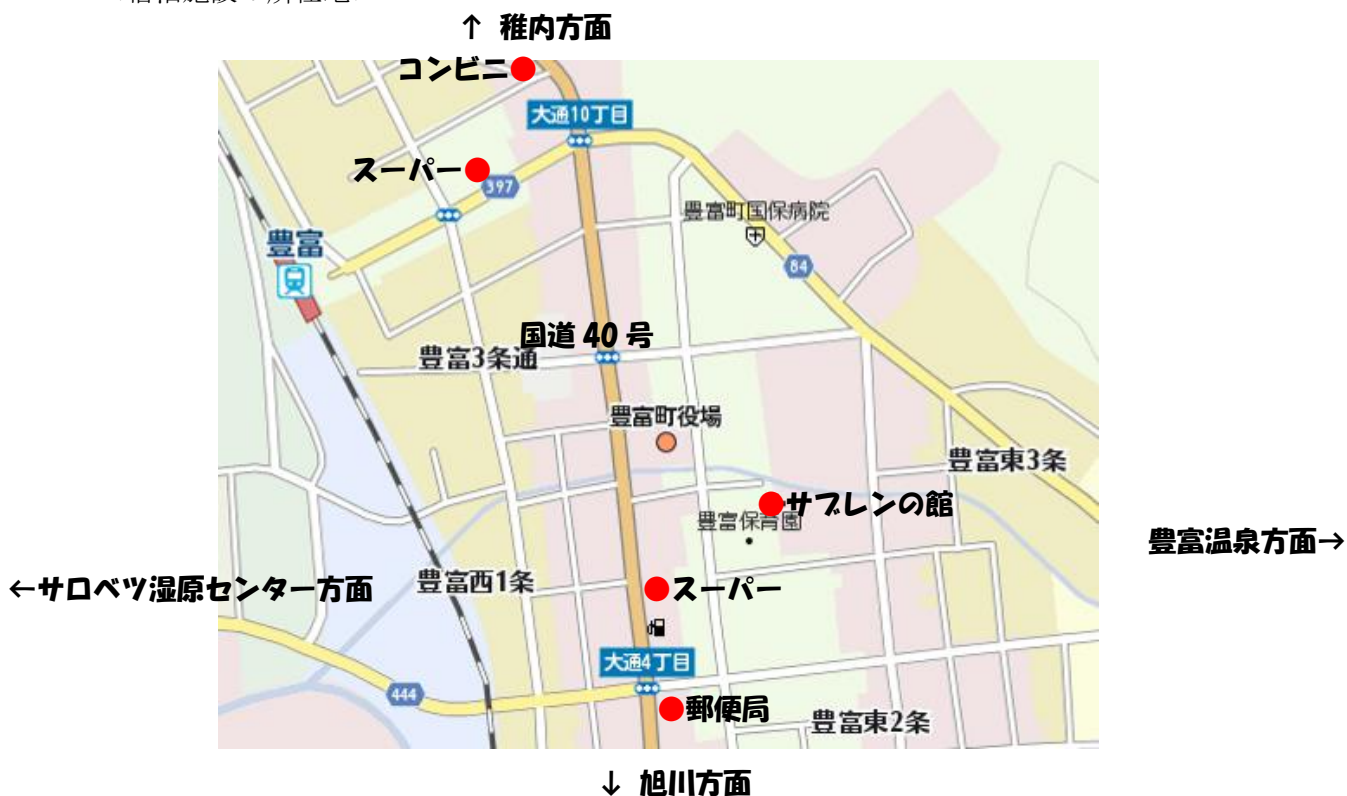 ↑ 稚内方面
コンビニ
大通10丁目
スーパー
397
豊富町国保病院
豊富
84
国道 40 号
豊富3条通
豊富町役場
豊富東3条
サブレンの館
豊富保育園
豊富温泉方面→
←サロベツ湿原センター方面
豊富西1条
スーパー
大通4丁目
444
郵便局
豊富東2条
↓ 旭川方面